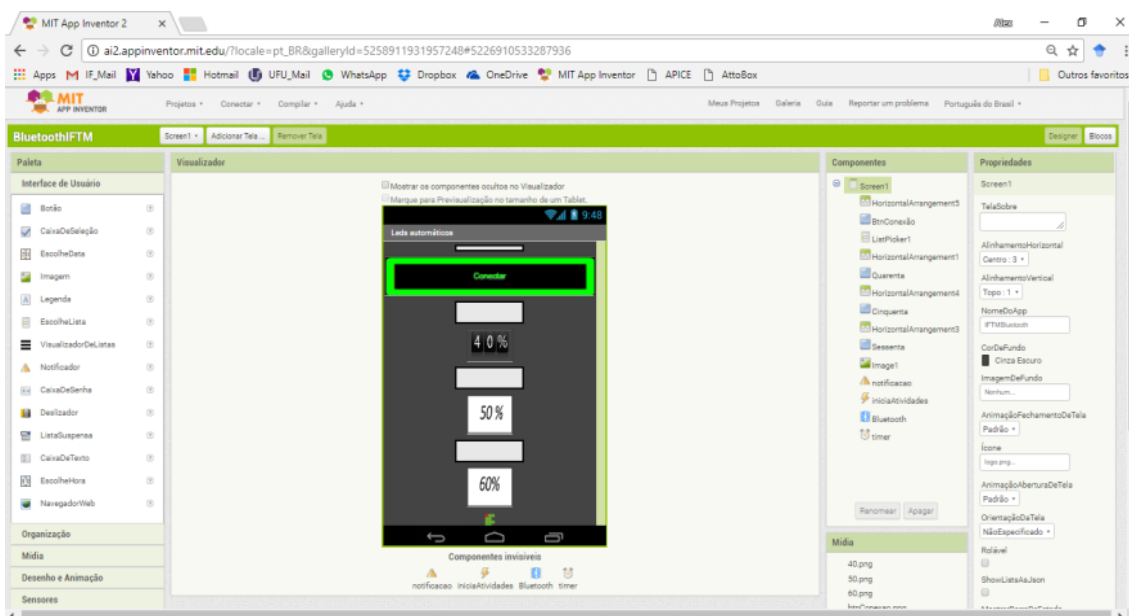 MIT App Inventor 2
ai2.appinventor.mit.edu/?locale=pt_BR&galleryId=5258911931957248#5226910533287936
Apps IF_Mail Yahoo Hotmail UFU_Mail WhatsApp Dropbox OneDrive MIT App Inventor APICE AttoBox Outros favoritos
MIT
APP INVENTOR
Projetos Conectar Compilar Ajuda Meus Projetos Galeria Guia Reportar um problema Português do Brasil
BluetoothIFTM Screen1 Adicionar Tela ... Remover Tela Designer Blocos
Paleta
Interface de Usuário
Botão
CaixaDeSeleção
EscolheData
Imagem
Legenda
EscolheLista
VisualizadorDeListas
Notificador
CaixaDeSenha
Deslizador
ListaSuspensa
CaixaDeTexto
EscolheHora
NavegadorWeb
Organização
Mídia
Desenho e Animação
Sensores
Visualizador
Mostrar os componentes ocultos no Visualizador
Marque para Previsualização no tamanho de um Tablet.
9:48
Leds automáticos
Conectar
40%
50%
60%
Componentes invisíveis
notificacao iniciaAtividades Bluetooth timer
Componentes
Screen1
HorizontalArrangement5
BtnConexão
ListPicker1
HorizontalArrangement1
Quarenta
HorizontalArrangement4
Cinquenta
HorizontalArrangement3
Sessenta
Image1
notificacao
iniciaAtividades
Bluetooth
timer
Renomear Apagar
Mídia
40.png
50.png
60.png
btnConexao.png
Propriedades
Screen1
TelaSobre
AlinhamentoHorizontal
Centro : 3
AlinhamentoVertical
Topo : 1
NomeDoApp
IFTMBluetooth
CorDeFundo
Cinza Escuro
ImagemDeFundo
Nenhum...
AnimaçãoFechamentoDeTela
Padrão
Ícone
logo.png...
AnimaçãoAberturaDeTela
Padrão
OrientaçãoDaTela
NãoEspecificado
Rolável
ShowListsAsJson